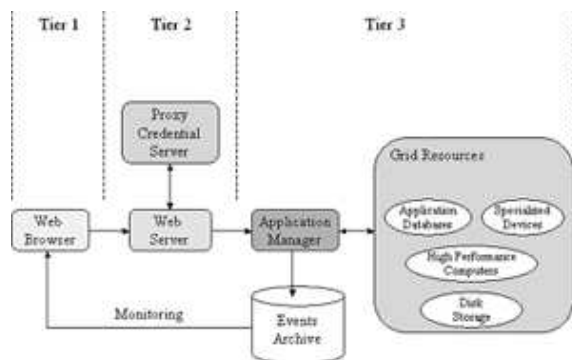 Tier 1
Tier 2
Tier 3
Proxy
Credential
Server
Grid Resources
Web
Browser
Web
Server
Application
Manager
Application
Databases
Specialized
Devices
High Performance
Computers
Disk
Storage
Monitoring
Events
Archive